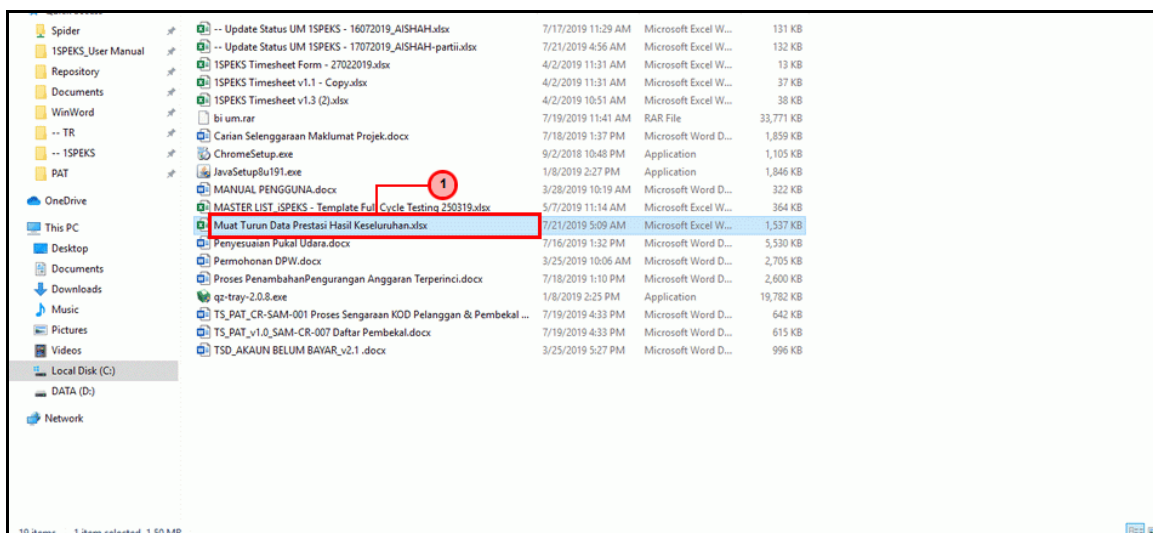 Spider
1SPEKS_User Manual
Repository
Documents
WinWord
-- TR
-- 1SPEKS
PAT
OneDrive
This PC
Desktop
Documents
Downloads
Music
Pictures
Videos
Local Disk (C:)
DATA (D:)
Network
-- Update Status UM 1SPEKS - 16072019_AISHAH.xlsx 7/17/2019 11:29 AM Microsoft Excel W... 131 KB
-- Update Status UM 1SPEKS - 17072019_AISHAH-partii.xlsx 7/21/2019 4:56 AM Microsoft Excel W... 132 KB
1SPEKS Timesheet Form - 27022019.xlsx 4/2/2019 11:31 AM Microsoft Excel W... 13 KB
1SPEKS Timesheet v1.1 - Copy.xlsx 4/2/2019 11:31 AM Microsoft Excel W... 37 KB
1SPEKS Timesheet v1.3 (2).xlsx 4/2/2019 10:51 AM Microsoft Excel W... 38 KB
bi um.rar 7/19/2019 11:41 AM RAR File 33,771 KB
Carian Selenggaraan Maklumat Projek.docx 7/18/2019 1:37 PM Microsoft Word D... 1,859 KB
ChromeSetup.exe 9/2/2018 10:48 PM Application 1,105 KB
JavaSetup8u191.exe 1/8/2019 2:27 PM Application 1,846 KB
MANUAL PENGGUNA.docx 3/28/2019 10:19 AM Microsoft Word D... 322 KB
1
MASTER LIST_iSPEKS - Template Full Cycle Testing 250319.xlsx 5/7/2019 11:14 AM Microsoft Excel W... 364 KB
Muat Turun Data Prestasi Hasil Keseluruhan.xlsx 7/21/2019 5:09 AM Microsoft Excel W... 1,537 KB
Penyesuaian Pukal Udara.docx 7/16/2019 1:32 PM Microsoft Word D... 5,530 KB
Permohonan DPW.docx 3/25/2019 10:06 AM Microsoft Word D... 2,705 KB
Proses PenambahanPengurangan Anggaran Terperinci.docx 7/18/2019 1:10 PM Microsoft Word D... 2,600 KB
qz-tray-2.0.8.exe 1/8/2019 2:25 PM Application 19,782 KB
TS_PAT_CR-SAM-001 Proses Sengaraan KOD Pelanggan & Pembekal ... 7/19/2019 4:33 PM Microsoft Word D... 642 KB
TS_PAT_v1.0_SAM-CR-007 Daftar Pembekal.docx 7/19/2019 4:33 PM Microsoft Word D... 615 KB
TSD_AKAUN BELUM BAYAR_v2.1 .docx 3/25/2019 5:27 PM Microsoft Word D... 996 KB
19 items 1 item selected 1.50 MB